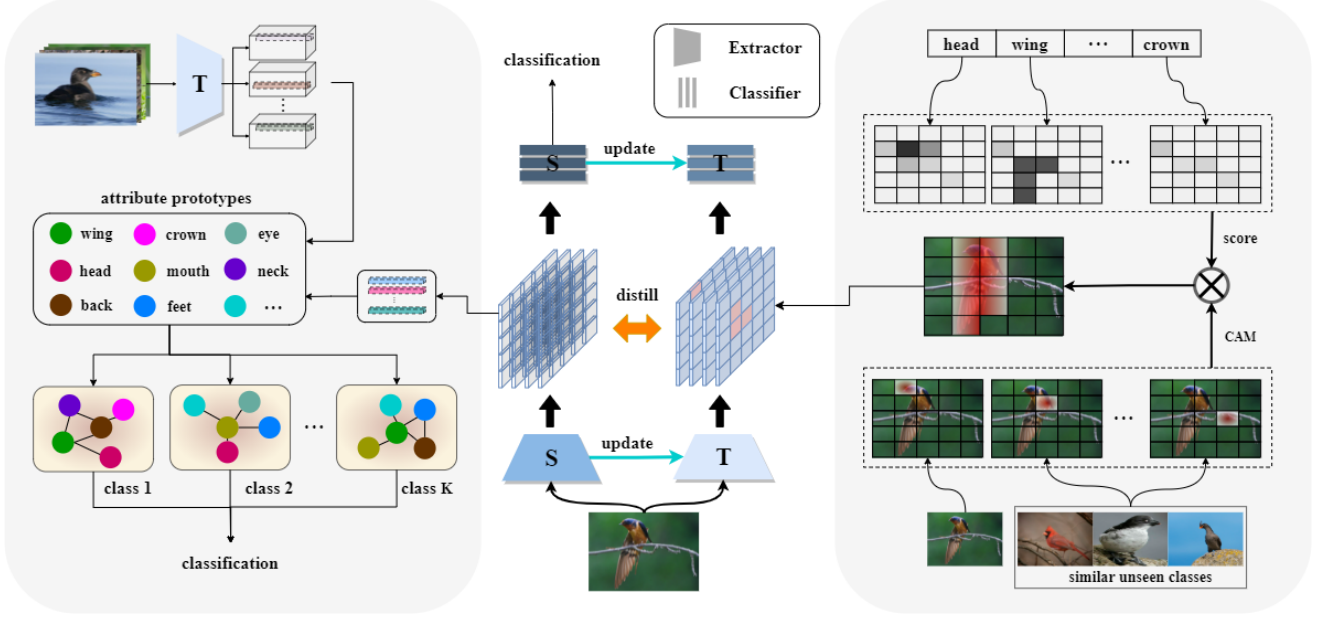 T
attribute prototypes
wing
crown
eye
head
mouth
neck
back
feet
...
class 1
class 2
...
class K
classification
classification
Extractor
Classifier
S
update
T
distill
S
update
T
head
wing
...
crown
...
score
CAM
...
similar unseen classes